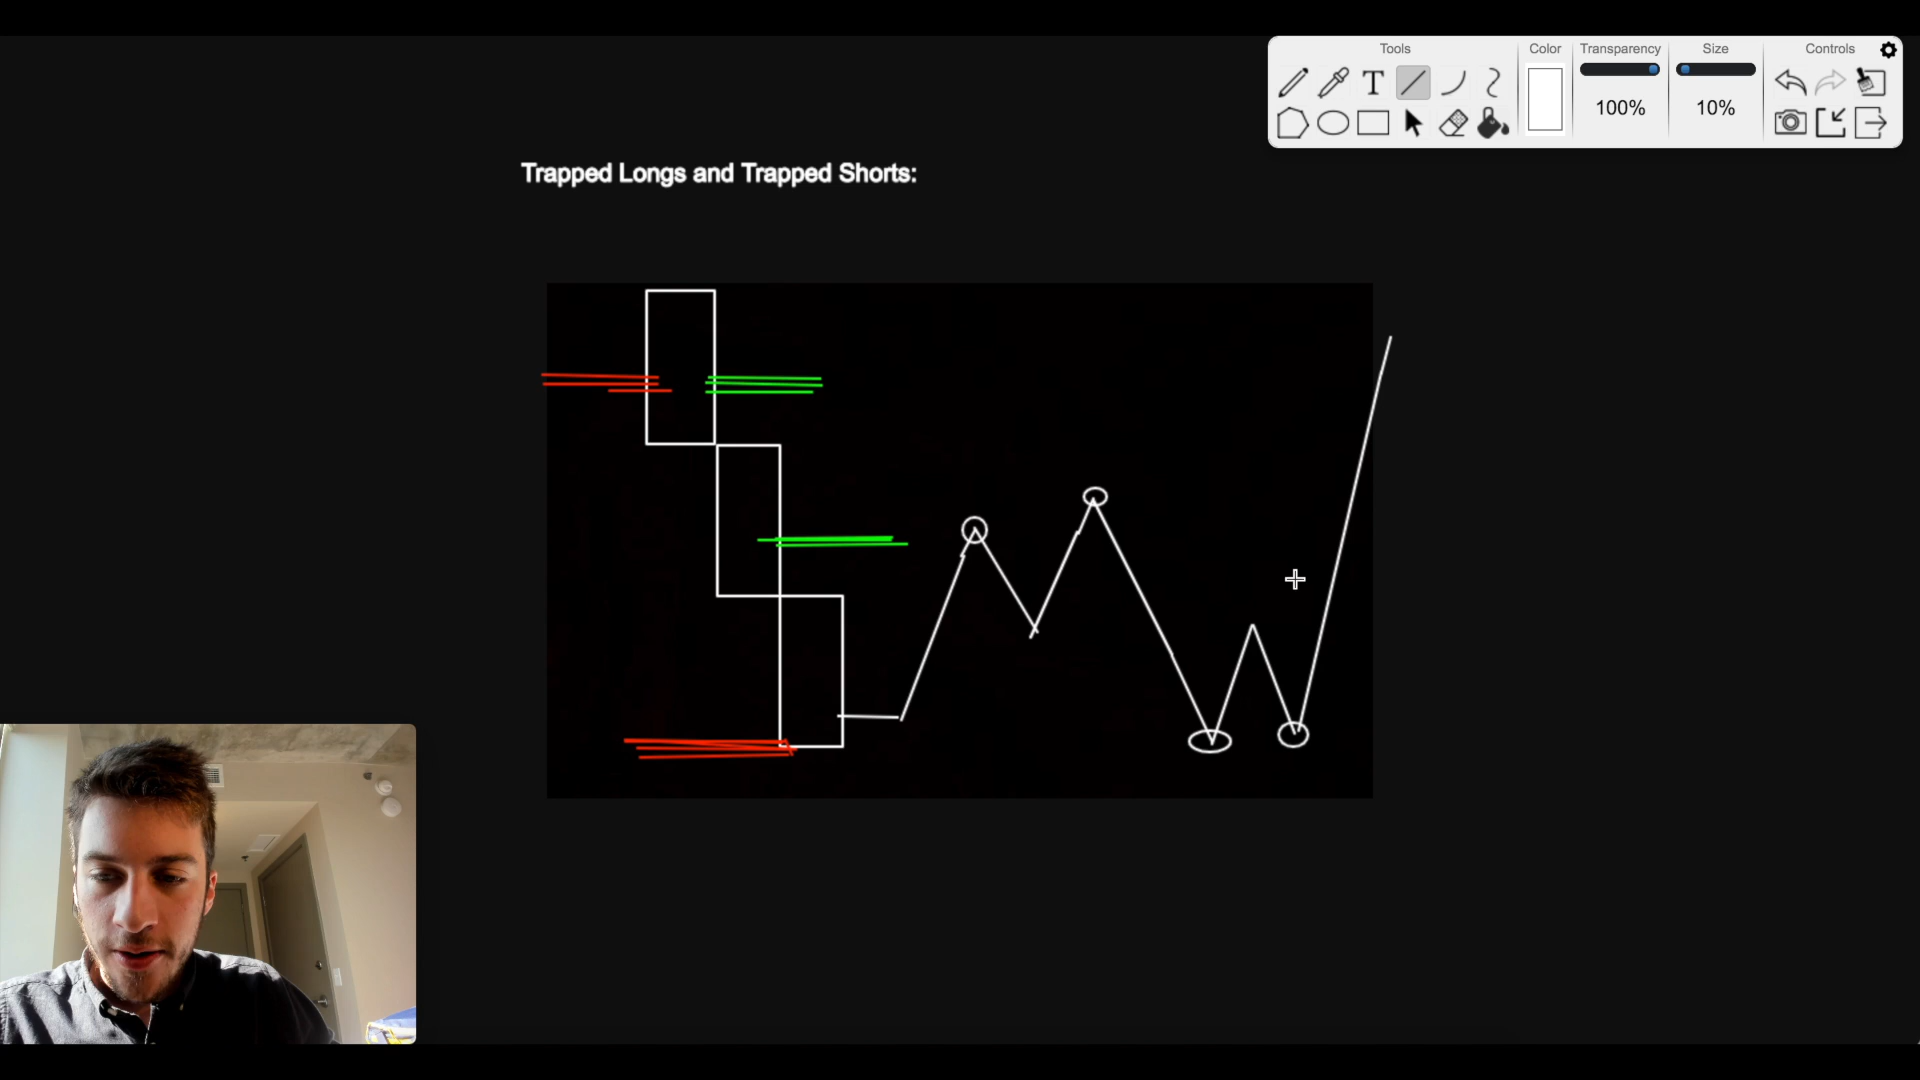 Tools
Color
Transparency
Size
Controls
T
100%
10%
Trapped Longs and Trapped Shorts: